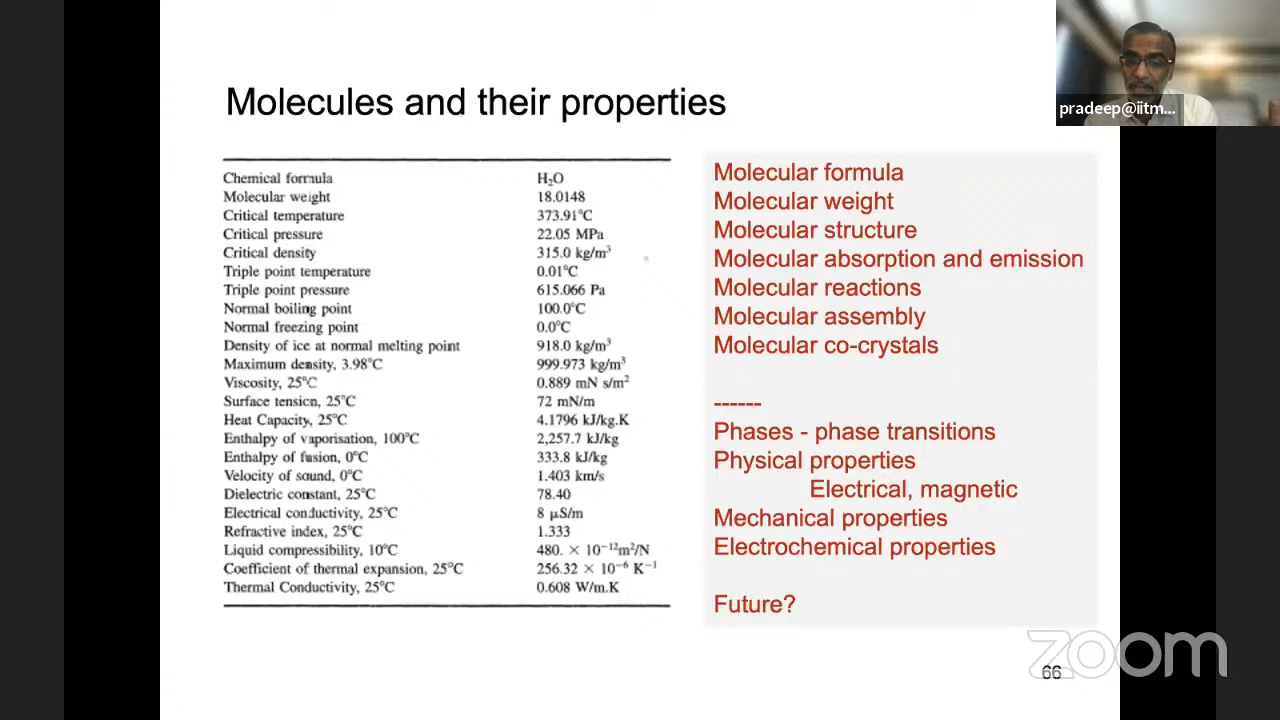 Molecules and their properties
pradeep@iitm...
Chemical formula H₂O
Molecular weight 18.0148
Critical temperature 373.91°C
Critical pressure 22.05 MPa
Critical density 315.0 kg/m³
Triple point temperature 0.01°C
Triple point pressure 615.066 Pa
Normal boiling point 100.0°C
Normal freezing point 0.0°C
Density of ice at normal melting point 918.0 kg/m³
Maximum density, 3.98°C 999.973 kg/m³
Viscosity, 25°C 0.889 mN s/m²
Surface tension, 25°C 72 mN/m
Heat Capacity, 25°C 4.1796 kJ/kg.K
Enthalpy of vaporisation, 100°C 2,257.7 kJ/kg
Enthalpy of fusion, 0°C 333.8 kJ/kg
Velocity of sound, 0°C 1.403 km/s
Dielectric constant, 25°C 78.40
Electrical conductivity, 25°C 8 μS/m
Refractive index, 25°C 1.333
Liquid compressibility, 10°C 480. × 10⁻¹²m²/N
Coefficient of thermal expansion, 25°C 256.32 × 10⁻⁶ K⁻¹
Thermal Conductivity, 25°C 0.608 W/m.K
Molecular formula
Molecular weight
Molecular structure
Molecular absorption and emission
Molecular reactions
Molecular assembly
Molecular co-crystals
------
Phases - phase transitions
Physical properties
Electrical, magnetic
Mechanical properties
Electrochemical properties
Future?
zoom
66